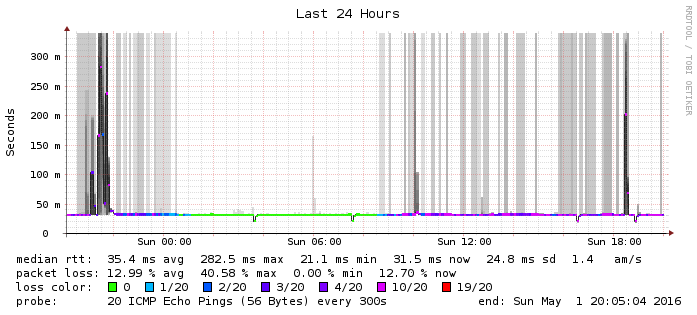 Last 24 Hours
RRDTOOL / TOBI OETIKER
Seconds
300 m
250 m
200 m
150 m
100 m
50 m
0
Sun 00:00 Sun 06:00 Sun 12:00 Sun 18:00
median rtt: 35.4 ms avg 282.5 ms max 21.1 ms min 31.5 ms now 24.8 ms sd 1.4 am/s
packet loss: 12.99 % avg 40.58 % max 0.00 % min 12.70 % now
loss color: 0 1/20 2/20 3/20 4/20 10/20 19/20
probe: 20 ICMP Echo Pings (56 Bytes) every 300s end: Sun May 1 20:05:04 2016